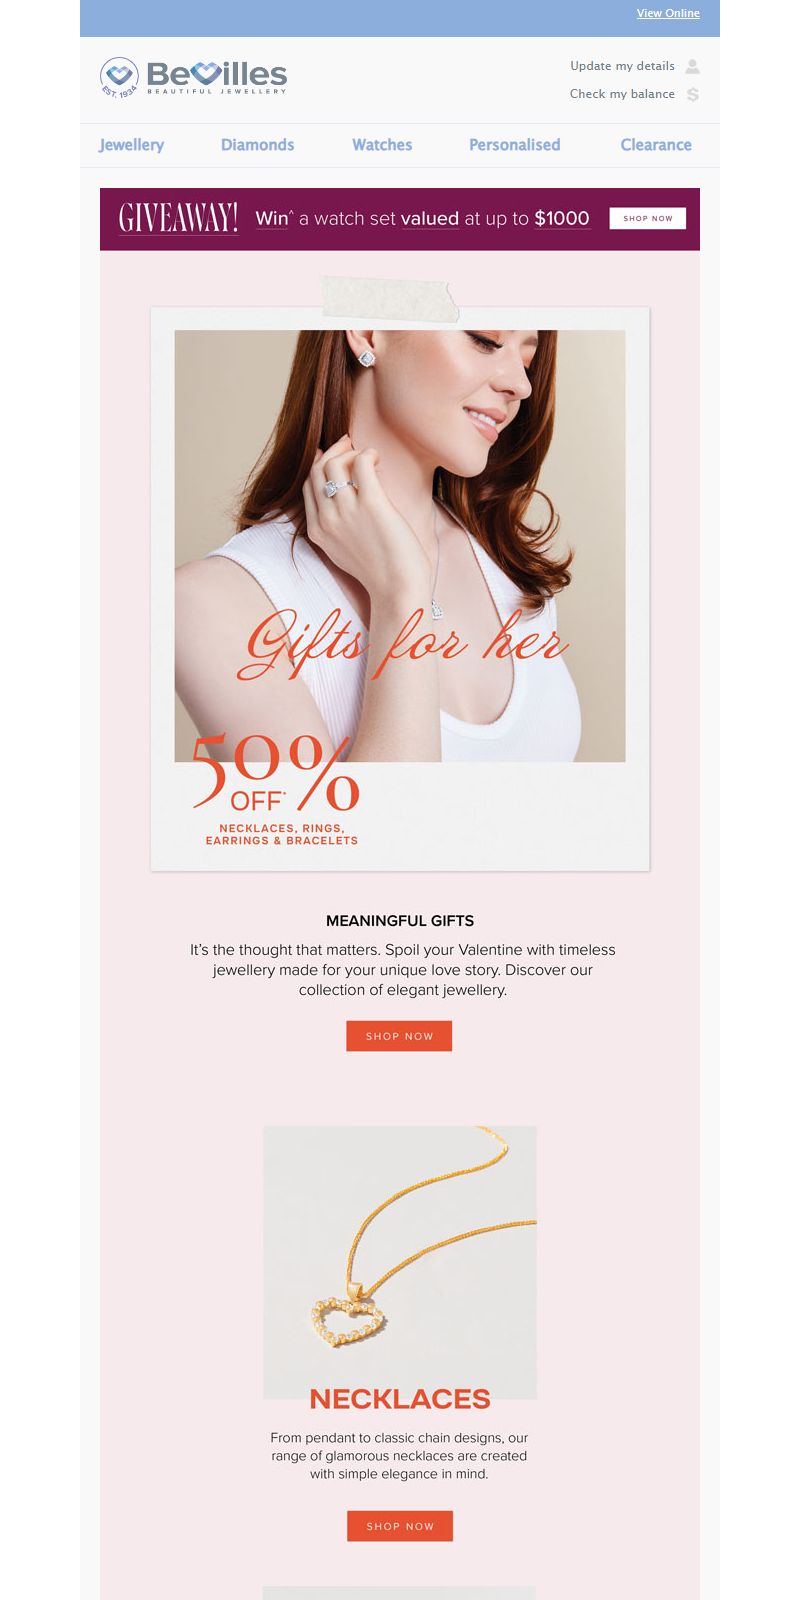 View Online
BeVilles
BEAUTIFUL JEWELLERY
EST. 1934
Update my details
Check my balance $
Jewellery Diamonds Watches Personalised Clearance
GIVEAWAY! Win^ a watch set valued at up to $1000 SHOP NOW
Gifts for her
50%
OFF*
NECKLACES, RINGS,
EARRINGS & BRACELETS
MEANINGFUL GIFTS
It's the thought that matters. Spoil your Valentine with timeless
jewellery made for your unique love story. Discover our
collection of elegant jewellery.
SHOP NOW
NECKLACES
From pendant to classic chain designs, our
range of glamorous necklaces are created
with simple elegance in mind.
SHOP NOW